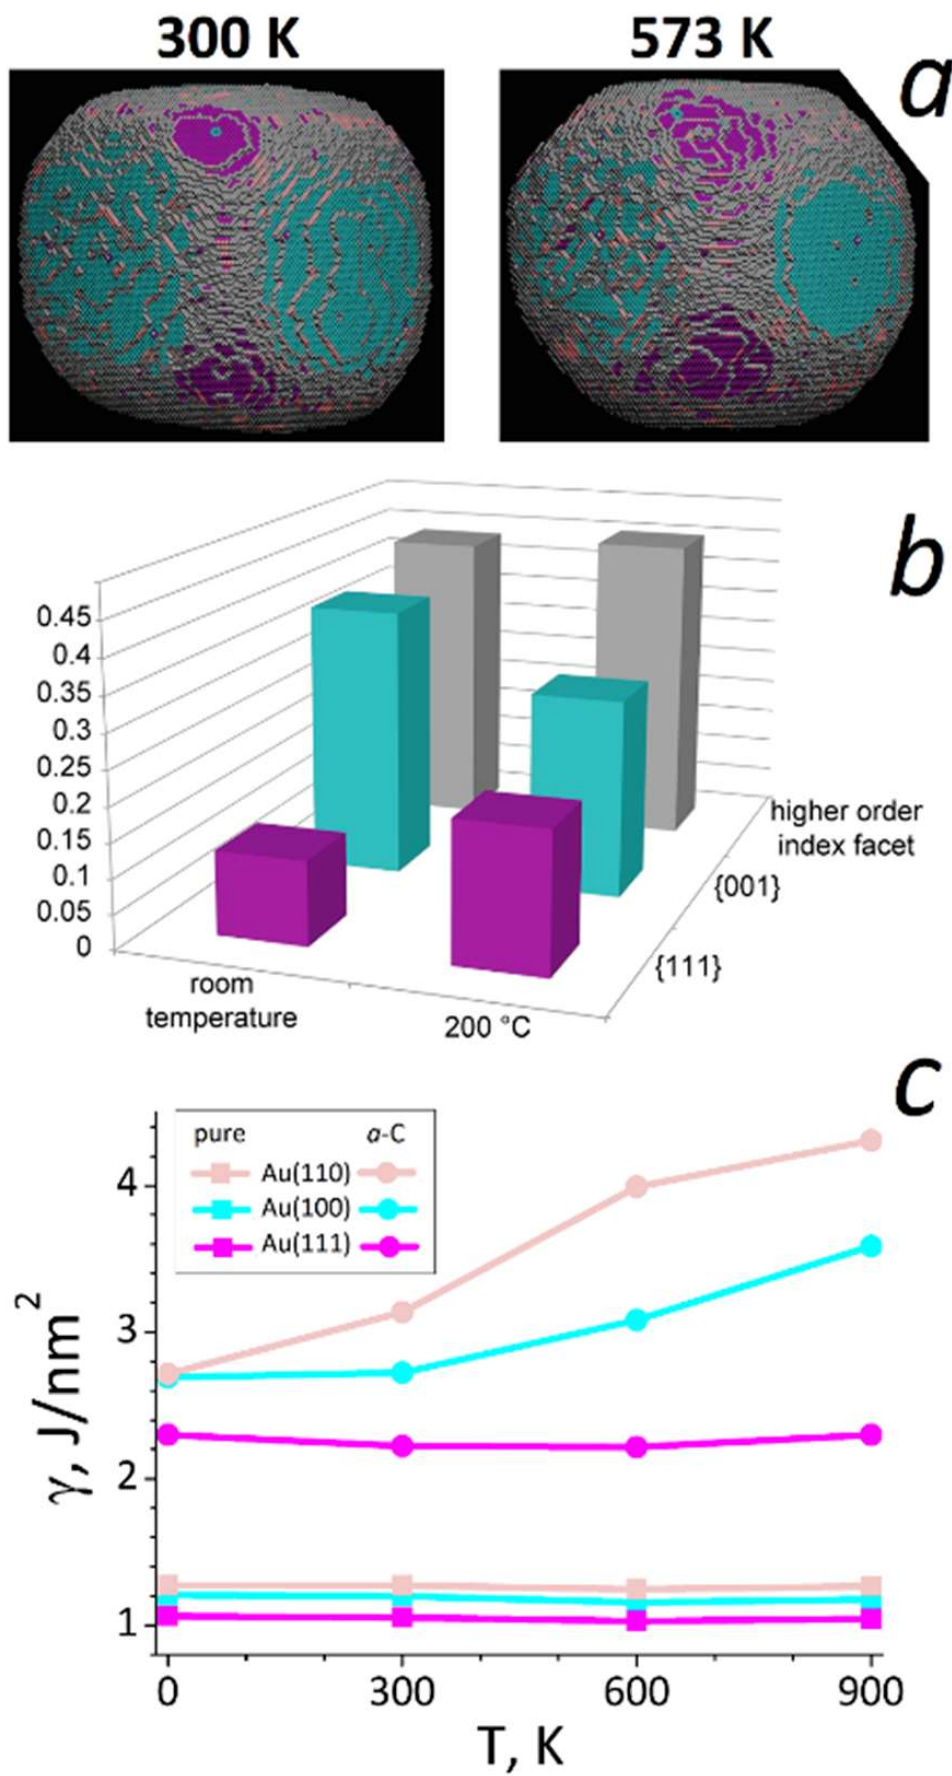 300 K
573 K
a
b
0.45
0.4
0.35
0.3
0.25
0.2
0.15
0.1
0.05
0
higher order
index facet
{001}
{111}
room
temperature
200 °C
c
pure
a-C
Au(110)
Au(100)
Au(111)
4
3
2
1
γ, J/nm²
0
300
600
900
T, K